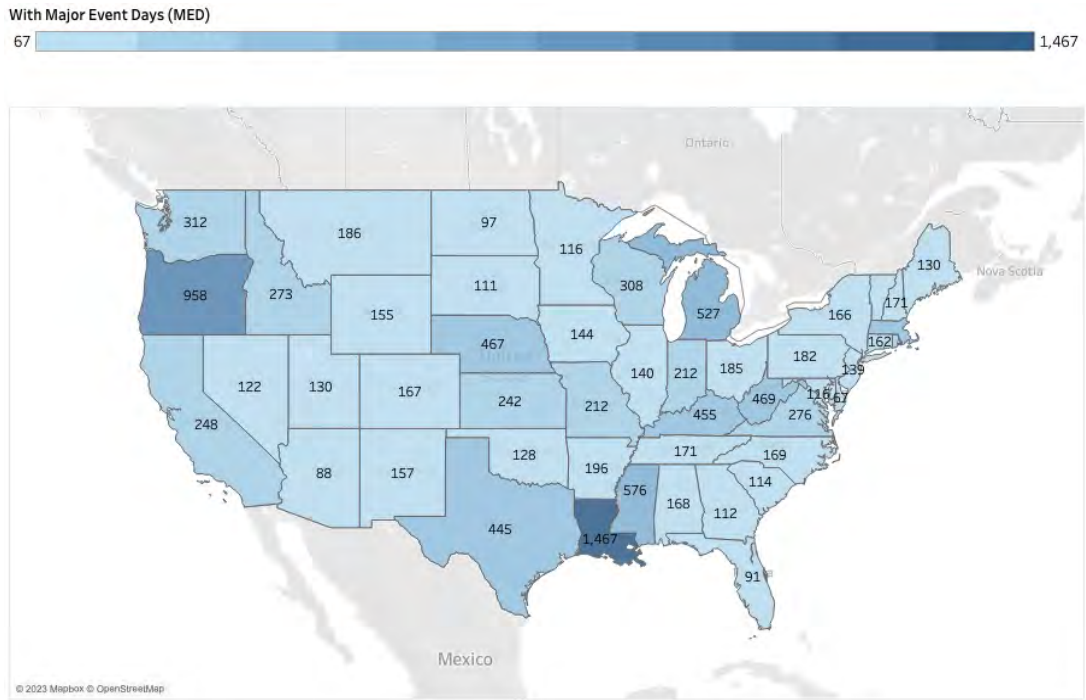 With Major Event Days (MED)
67 1,467
Ontario
312 186 97 116 130
Nova Scotia
958 273 155 111 308 527 166 171
467 144 162
122 130 167 242 212 140 212 185 182 139
248 455 469 276 116 67
88 157 128 196 171 169
445 1,467 576 168 112 114
91
Mexico
© 2023 Mapbox © OpenStreetMap